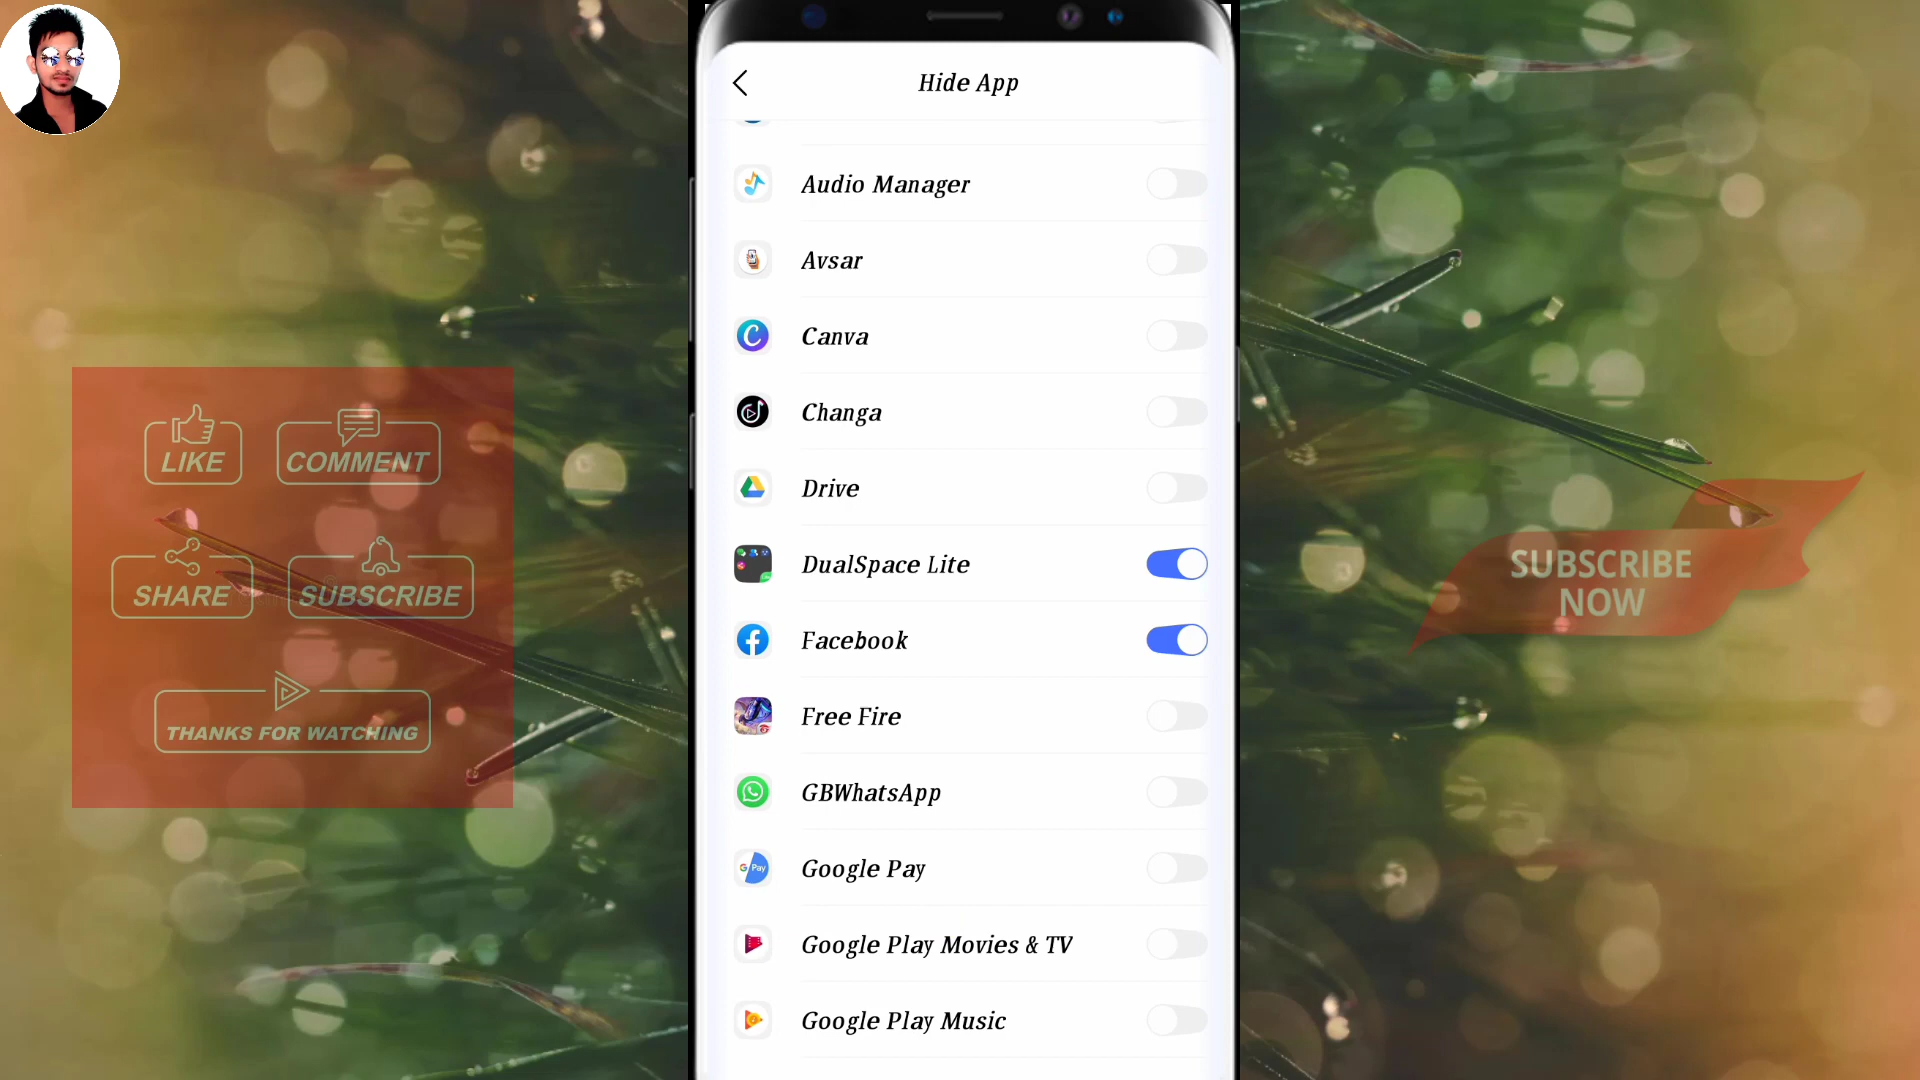 Hide App
Audio Manager
Avsar
Canva
Changa
Drive
DualSpace Lite
Facebook
Free Fire
GBWhatsApp
G Pay
Google Pay
Google Play Movies & TV
Google Play Music
LIKE
COMMENT
SHARE
SUBSCRIBE
THANKS FOR WATCHING
SUBSCRIBE
NOW